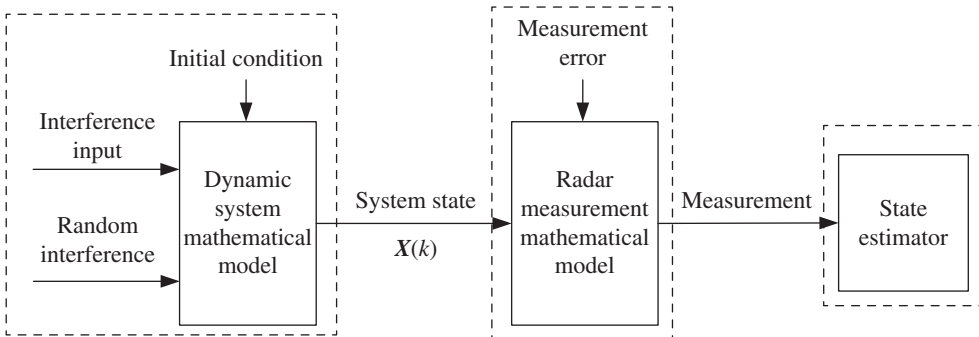 Initial condition
Interference
input
Random
interference
Dynamic
system
mathematical
model
System state
X(k)
Measurement
error
Radar
measurement
mathematical
model
Measurement
State
estimator